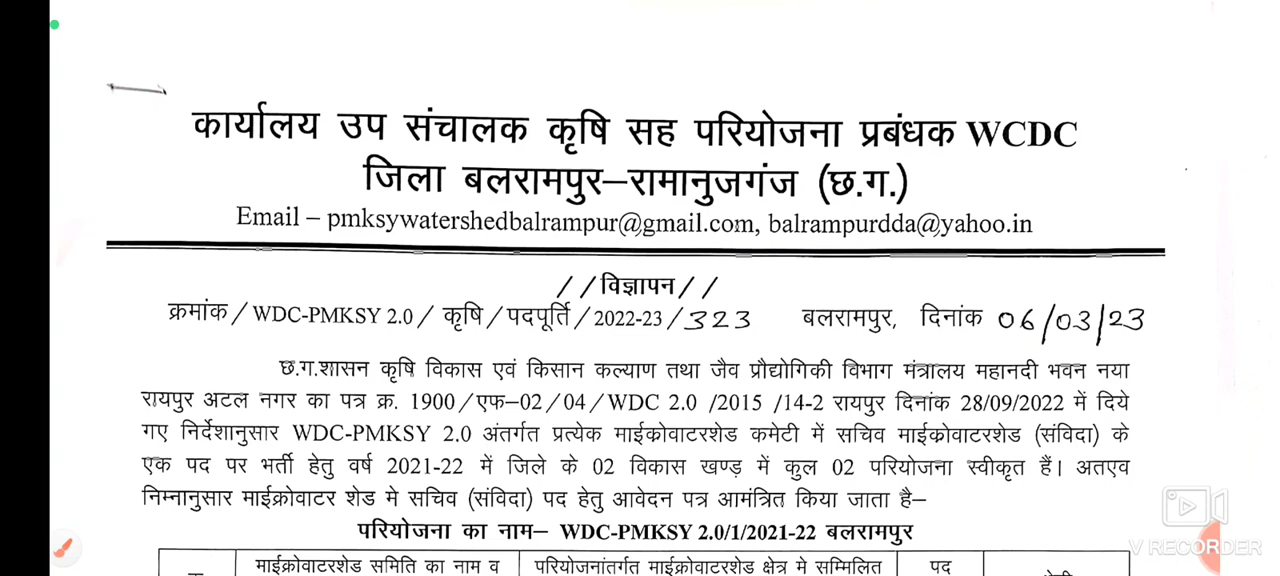 कार्यालय उप संचालक कृषि सह परियोजना प्रबंधक WCDC
जिला बलरामपुर–रामानुजगंज (छ.ग.)
Email – pmksywatershedbalrampur@gmail.com, balrampurdda@yahoo.in
//विज्ञापन//
क्रमांक/WDC-PMKSY 2.0/कृषि/पदपूर्ति/2022-23/323 बलरामपुर, दिनांक 06/03/23
छ.ग.शासन कृषि विकास एवं किसान कल्याण तथा जैव प्रौद्योगिकी विभाग मंत्रालय महानदी भवन नया
रायपुर अटल नगर का पत्र क्र. 1900/एफ–02/04/WDC 2.0 /2015 /14-2 रायपुर दिनांक 28/09/2022 में दिये
गए निर्देशानुसार WDC-PMKSY 2.0 अंतर्गत प्रत्येक माईक्रोवाटरशेड कमेटी में सचिव माईक्रोवाटरशेड (संविदा) के
एक पद पर भर्ती हेतु वर्ष 2021-22 में जिले के 02 विकास खण्ड में कुल 02 परियोजना स्वीकृत हैं। अतएव
निम्नानुसार माईक्रोवाटर शेड मे सचिव (संविदा) पद हेतु आवेदन पत्र आमंत्रित किया जाता है–
परियोजना का नाम– WDC-PMKSY 2.0/1/2021-22 बलरामपुर
माईक्रोवाटरशेड समिति का नाम व परियोजनांतर्गत माईक्रोवाटरशेड क्षेत्र मे सम्मिलित पद
V RECORDER